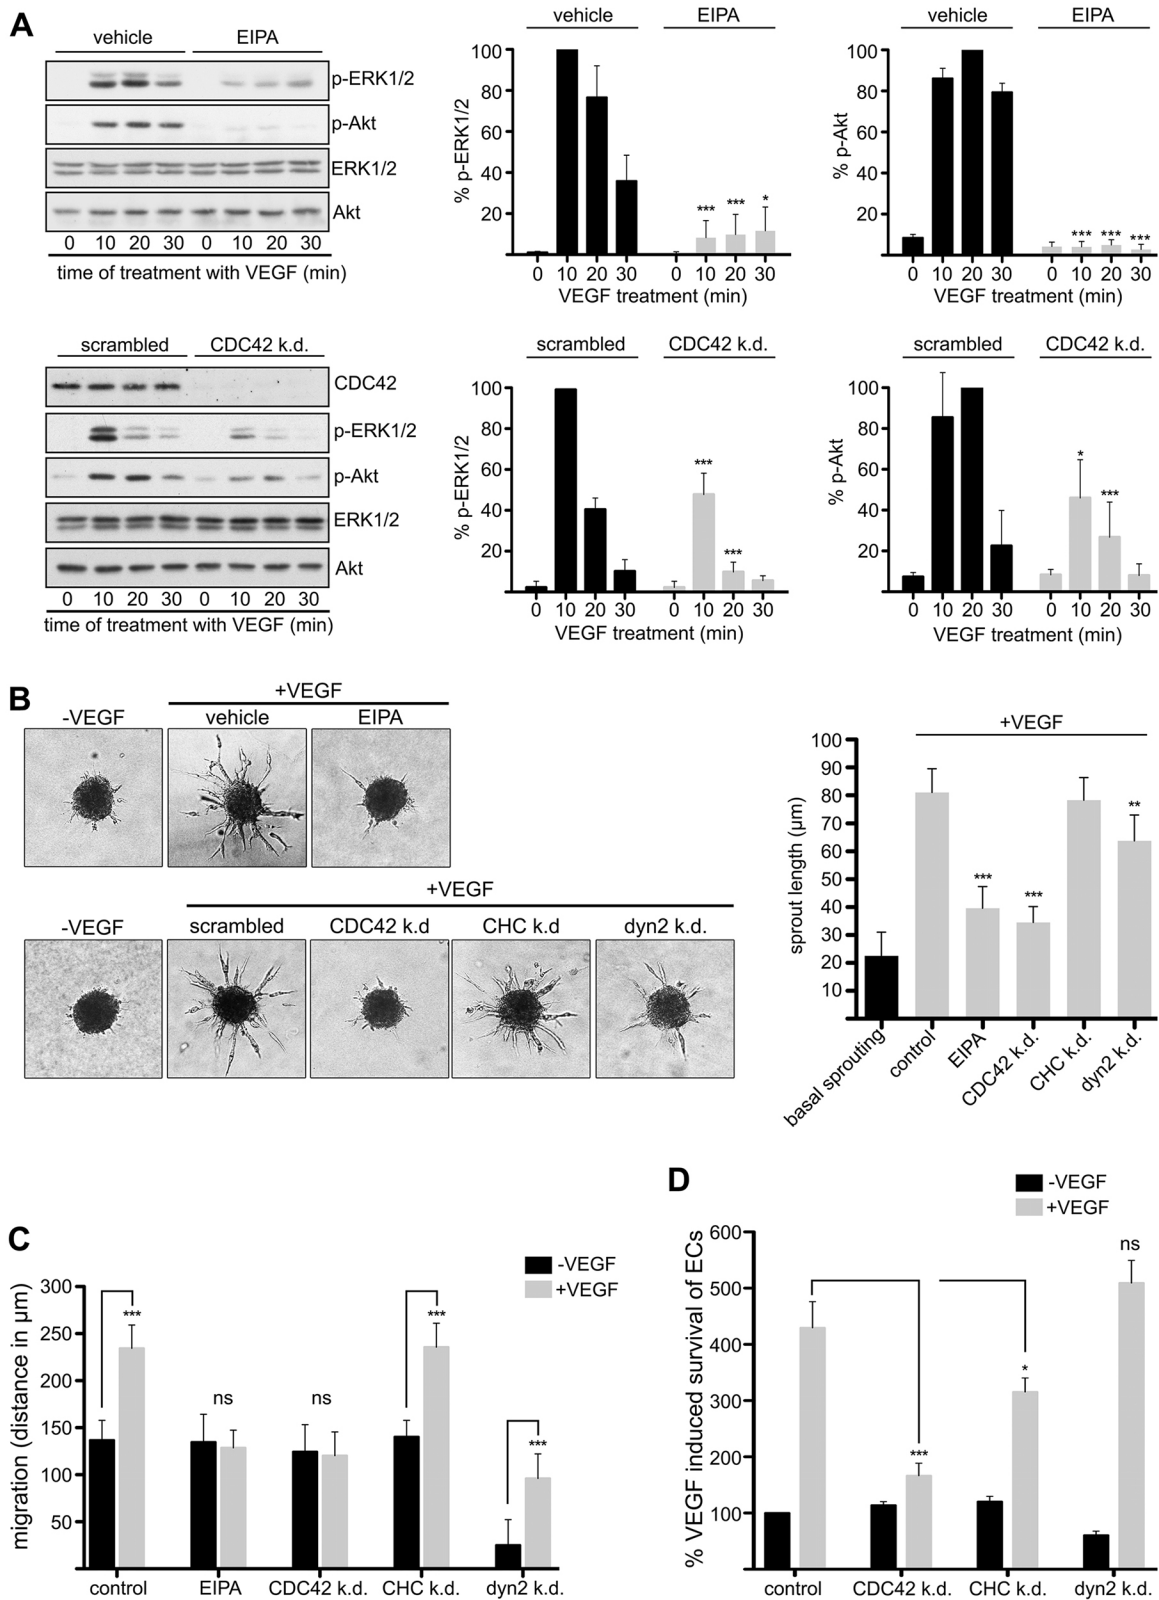 A
vehicle EIPA
p-ERK1/2
p-Akt
ERK1/2
Akt
0 10 20 30 0 10 20 30
time of treatment with VEGF (min)
vehicle EIPA
% p-ERK1/2
100
80
60
40
20
*** *** *
0 10 20 30 0 10 20 30
VEGF treatment (min)
vehicle EIPA
% p-Akt
100
80
60
40
20
*** *** ***
0 10 20 30 0 10 20 30
VEGF treatment (min)
scrambled CDC42 k.d.
CDC42
p-ERK1/2
p-Akt
ERK1/2
Akt
0 10 20 30 0 10 20 30
time of treatment with VEGF (min)
scrambled CDC42 k.d.
% p-ERK1/2
100
80
60
40
20
***
***
0 10 20 30 0 10 20 30
VEGF treatment (min)
scrambled CDC42 k.d.
% p-Akt
100
80
60
40
20
*
***
0 10 20 30 0 10 20 30
VEGF treatment (min)
B
+VEGF
-VEGF vehicle EIPA
+VEGF
-VEGF scrambled CDC42 k.d CHC k.d dyn2 k.d.
+VEGF
sprout length (µm)
100
90
80
70
60
50
40
30
20
10
*** *** **
basal sprouting control EIPA CDC42 k.d. CHC k.d. dyn2 k.d.
C
-VEGF
+VEGF
migration (distance in µm)
300
250
200
150
100
50
*** ns ns *** ***
control EIPA CDC42 k.d. CHC k.d. dyn2 k.d.
D
-VEGF
+VEGF
% VEGF induced survival of ECs
600
500
400
300
200
100
*** * ns
control CDC42 k.d. CHC k.d. dyn2 k.d.